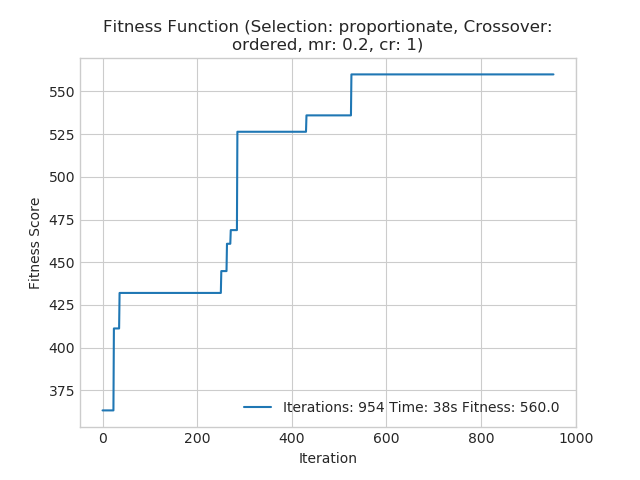 Fitness Function (Selection: proportionate, Crossover:
ordered, mr: 0.2, cr: 1)
Fitness Score
550
525
500
475
450
425
400
375
Iterations: 954 Time: 38s Fitness: 560.0
0 200 400 600 800 1000
Iteration